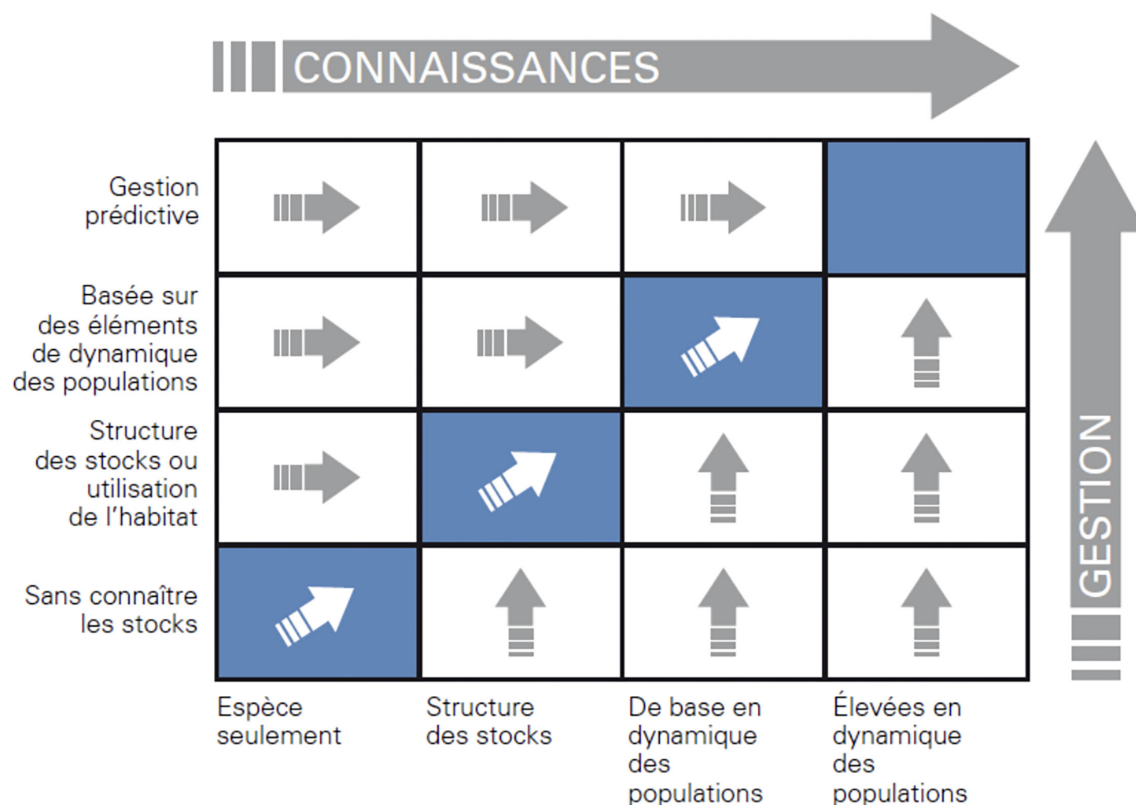 CONNAISSANCES
Gestion
prédictive
Basée sur
des éléments
de dynamique
des populations
Structure
des stocks ou
utilisation
de l'habitat
Sans connaître
les stocks
GESTION
Espèce
seulement
Structure
des stocks
De base en
dynamique
des
populations
Élevées en
dynamique
des
populations